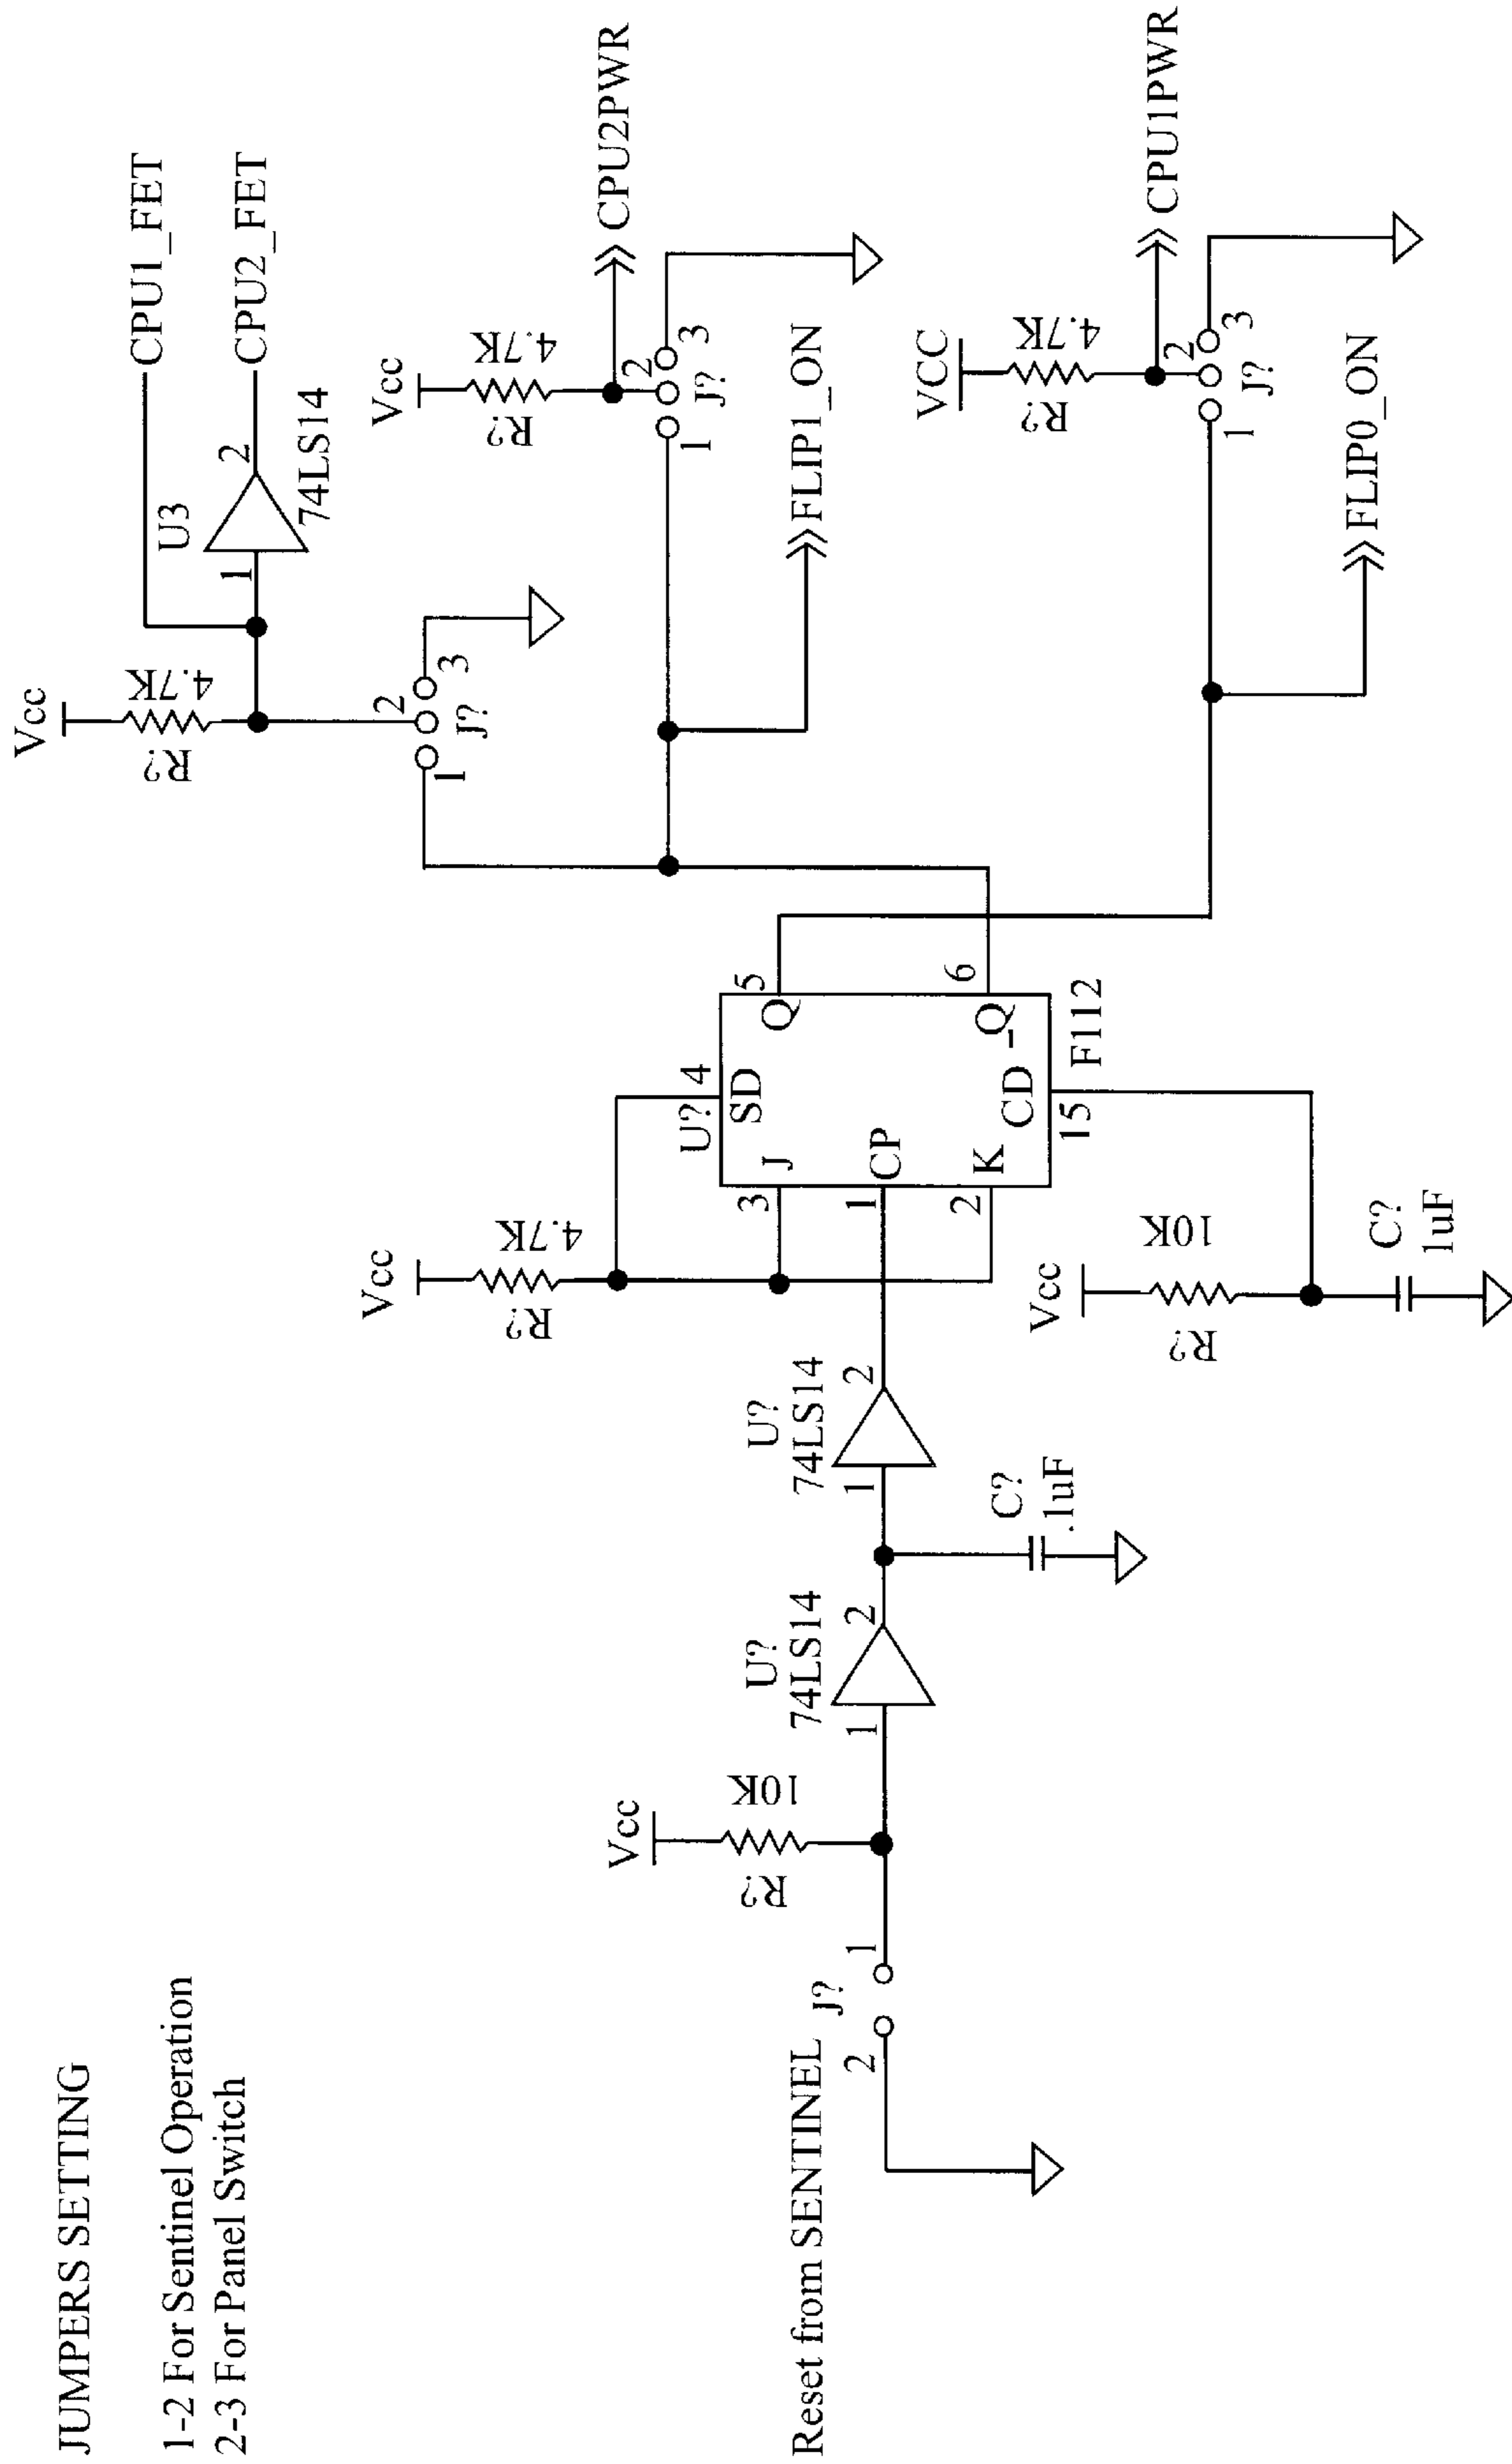 JUMPERS SETTING
1-2 For Sentinel Operation
2-3 For Panel Switch
Reset from SENTINEL
J?
2
1
Vcc
R?
10K
1
U?
74LS14
2
C?
.1uF
1
U?
74LS14
2
Vcc
R?
4.7K
U?
4
SD
3
J
1
CP
2
K
CD
15
Q
5
Q
6
F112
Vcc
R?
10K
C?
1uF
Vcc
R?
4.7K
1
2
3
J?
U3
1
2
74LS14
CPU1_FET
CPU2_FET
Vcc
R?
4.7K
CPU2PWR
1
2
3
J?
FLIP1_ON
VCC
R?
4.7K
CPU1PWR
1
2
3
J?
FLIP0_ON